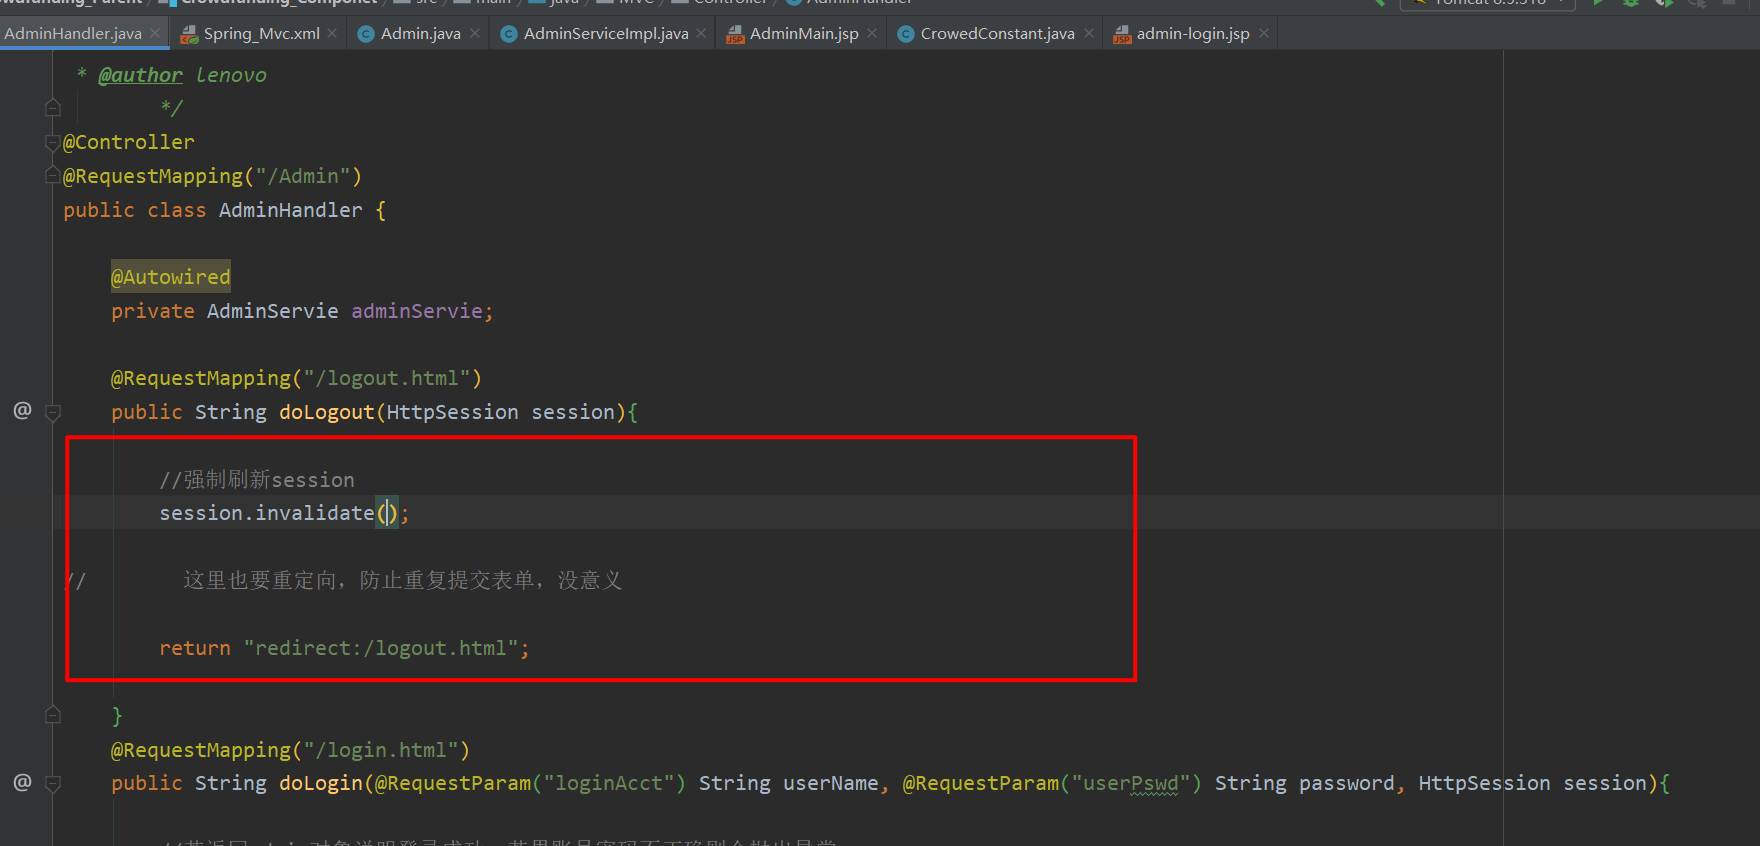 AdminHandler.java Spring_Mvc.xml Admin.java AdminServiceImpl.java AdminMain.jsp CrowedConstant.java admin-login.jsp
* @author lenovo
*/
@Controller
@RequestMapping("/Admin")
public class AdminHandler {
@Autowired
private AdminServie adminServie;
@RequestMapping("/logout.html")
public String doLogout(HttpSession session){
//强制刷新session
session.invalidate();
// 这里也要重定向，防止重复提交表单，没意义
return "redirect:/logout.html";
}
@RequestMapping("/login.html")
public String doLogin(@RequestParam("loginAcct") String userName, @RequestParam("userPswd") String password, HttpSession session){